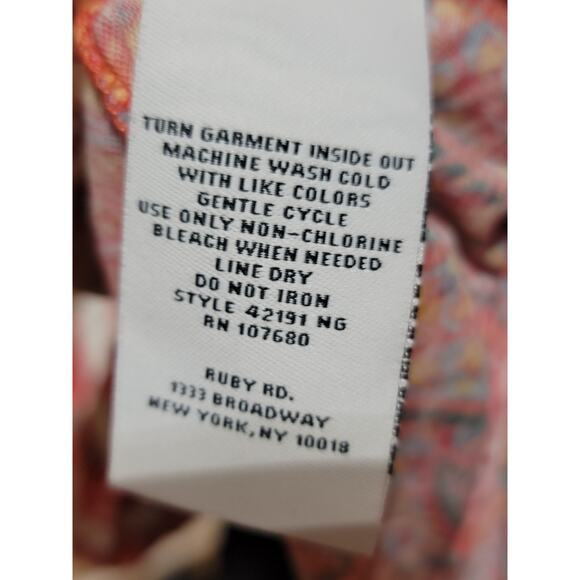 TURN GARMENT INSIDE OUT
MACHINE WASH COLD
WITH LIKE COLORS
GENTLE CYCLE
USE ONLY NON-CHLORINE
BLEACH WHEN NEEDED
LINE DRY
DO NOT IRON
STYLE 42191 NG
RN 107680
RUBY RD.
1333 BROADWAY
NEW YORK, NY 10018